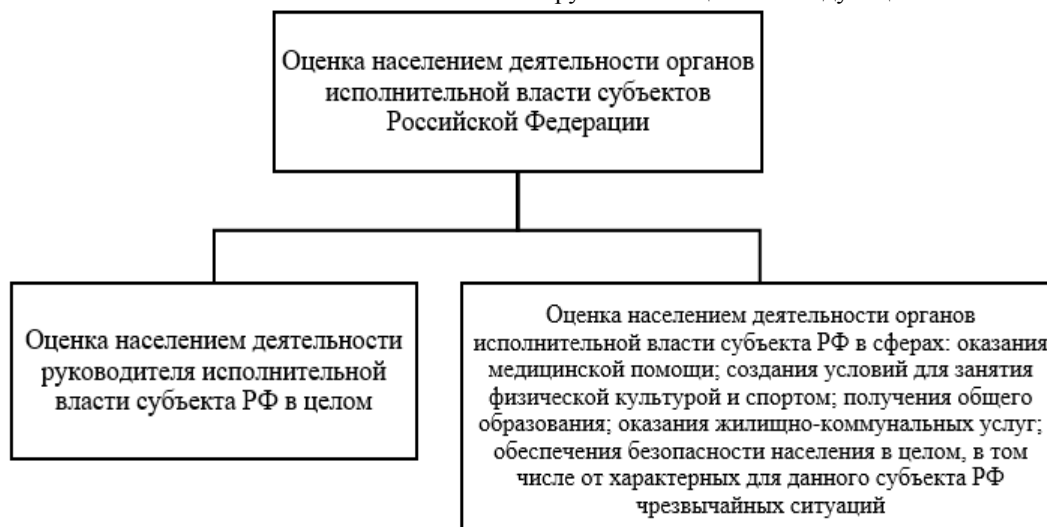 Оценка населением деятельности органов
исполнительной власти субъектов
Российской Федерации
Оценка населением деятельности
руководителя исполнительной
власти субъекта РФ в целом
Оценка населением деятельности органов
исполнительной власти субъекта РФ в сферах: оказания
медицинской помощи; создания условий для занятия
физической культурой и спортом; получения общего
образования; оказания жилищно-коммунальных услуг;
обеспечения безопасности населения в целом, в том
числе от характерных для данного субъекта РФ
чрезвычайных ситуаций